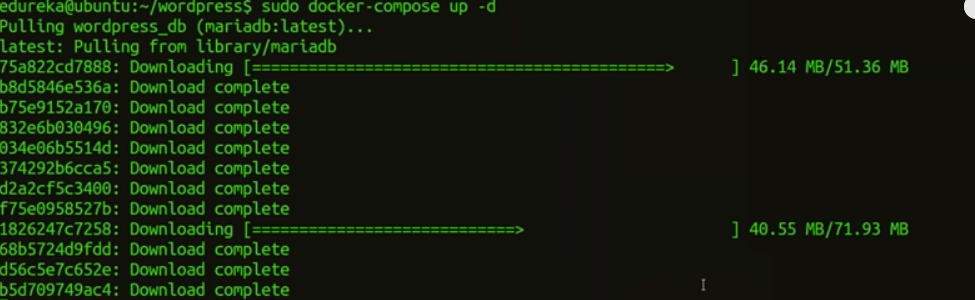 edureka@ubuntu:~/wordpress$ sudo docker-compose up -d
Pulling wordpress_db (mariadb:latest)...
latest: Pulling from library/mariadb
75a822cd7888: Downloading [============================================>      ] 46.14 MB/51.36 MB
b8d5846e536a: Download complete
b75e9152a170: Download complete
832e6b030496: Download complete
034e06b5514d: Download complete
374292b6cca5: Download complete
d2a2cf5c3400: Download complete
f75e0958527b: Download complete
1826247c7258: Downloading [============================>                      ] 40.55 MB/71.93 MB
68b5724d9fdd: Download complete
d56c5e7c652e: Download complete
b5d709749ac4: Download complete